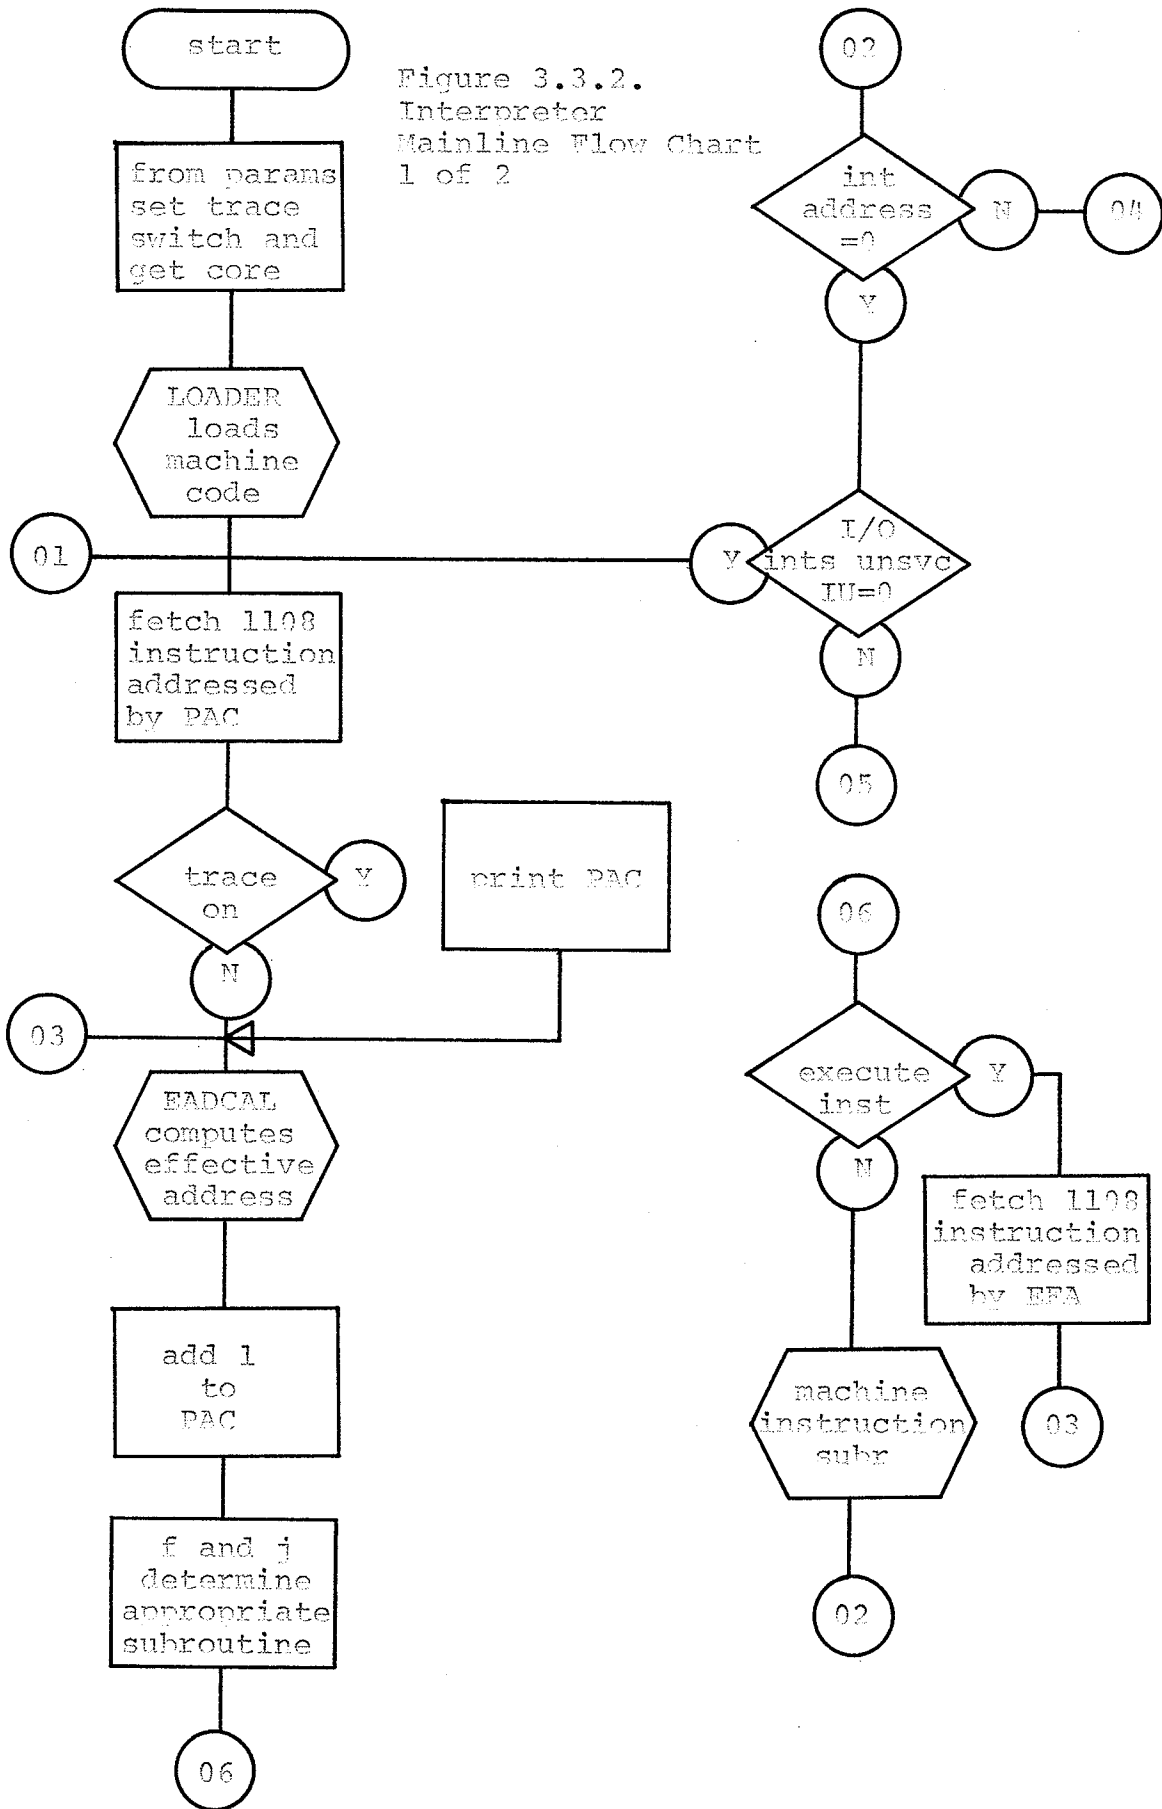 start
Figure 3.3.2.
Interpretor
Mainline Flow Chart
1 of 2
from params
set trace
switch and
get core
LOADER
loads
machine
code
01
fetch 1108
instruction
addressed
by PAC
trace
on
Y
N
print PAC
03
EADCAL
computes
effective
address
add 1
to
PAC
f and j
determine
appropriate
subroutine
06
02
int
address
=0
N
04
Y
I/O
ints unsvc
IU=0
Y
N
05
06
execute
inst
Y
N
fetch 1108
instruction
addressed
by EFA
03
machine
instruction
subr
02